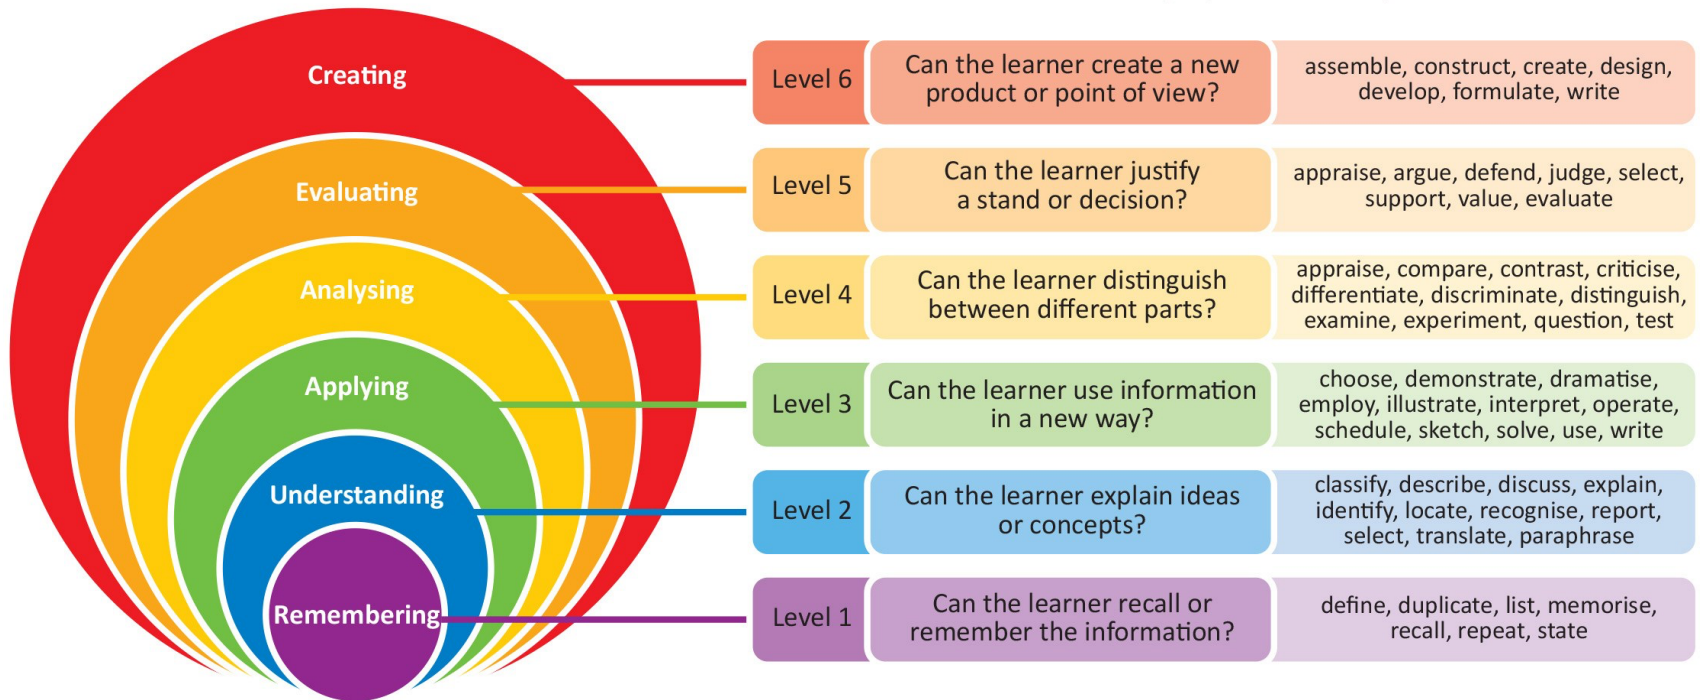 Creating
Level 6
Can the learner create a new
product or point of view?
assemble, construct, create, design,
develop, formulate, write
Evaluating
Level 5
Can the learner justify
a stand or decision?
appraise, argue, defend, judge, select,
support, value, evaluate
Analysing
Level 4
Can the learner distinguish
between different parts?
appraise, compare, contrast, criticise,
differentiate, discriminate, distinguish,
examine, experiment, question, test
Applying
Level 3
Can the learner use information
in a new way?
choose, demonstrate, dramatise,
employ, illustrate, interpret, operate,
schedule, sketch, solve, use, write
Understanding
Level 2
Can the learner explain ideas
or concepts?
classify, describe, discuss, explain,
identify, locate, recognise, report,
select, translate, paraphrase
Remembering
Level 1
Can the learner recall or
remember the information?
define, duplicate, list, memorise,
recall, repeat, state